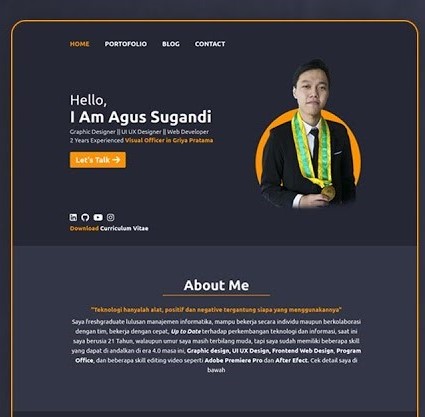 HOME PORTOFOLIO BLOG CONTACT
Hello,
I Am Agus Sugandi
Graphic Designer || UI UX Designer || Web Developer
2 Years Experienced Visual Officer in Griya Pratama
Let's Talk
Download Curriculum Vitae
About Me
"Teknologi hanyalah alat, positif dan negative tergantung siapa yang menggunakannya"
Saya freshgraduate lulusan manajemen informatika, mampu bekerja secara individu maupun berkolaborasi
dengan tim, bekerja dengan cepat, Up to Date terhadap perkembangan teknologi dan informasi, saat ini
saya berusia 21 Tahun, walaupun umur saya masih terbilang muda, tapi saya sudah memiliki beberapa skill
yang dapat di andalkan di era 4.0 masa ini, Graphic design, UI UX Design, Frontend Web Design, Program
Office, dan beberapa skill editing video seperti Adobe Premiere Pro dan After Efect. Cek detail saya di
bawah